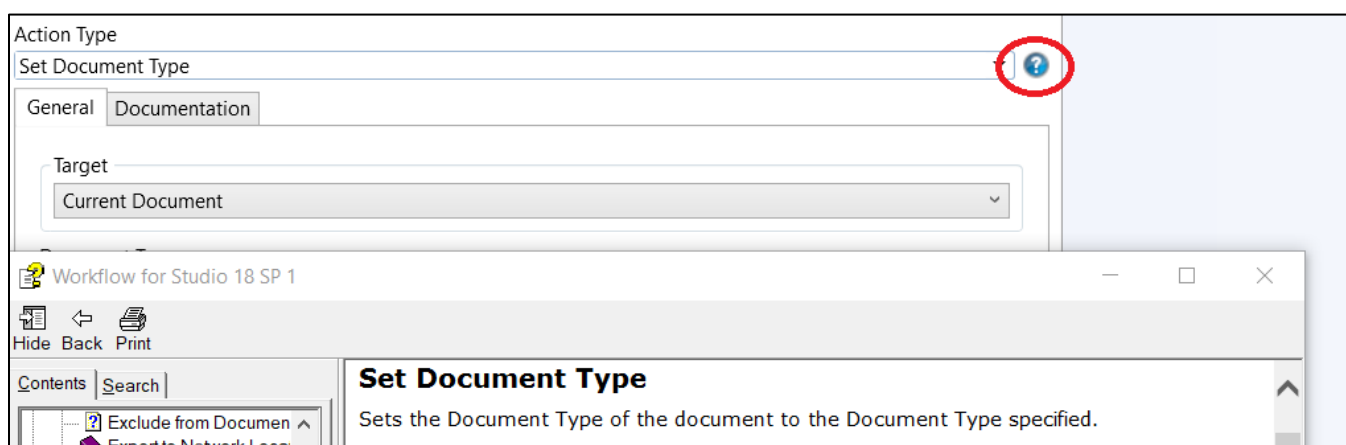 Action Type
Set Document Type
General Documentation
Target
Current Document
Workflow for Studio 18 SP 1
Hide Back Print
Contents Search
Set Document Type
Exclude from Documen
Sets the Document Type of the document to the Document Type specified.